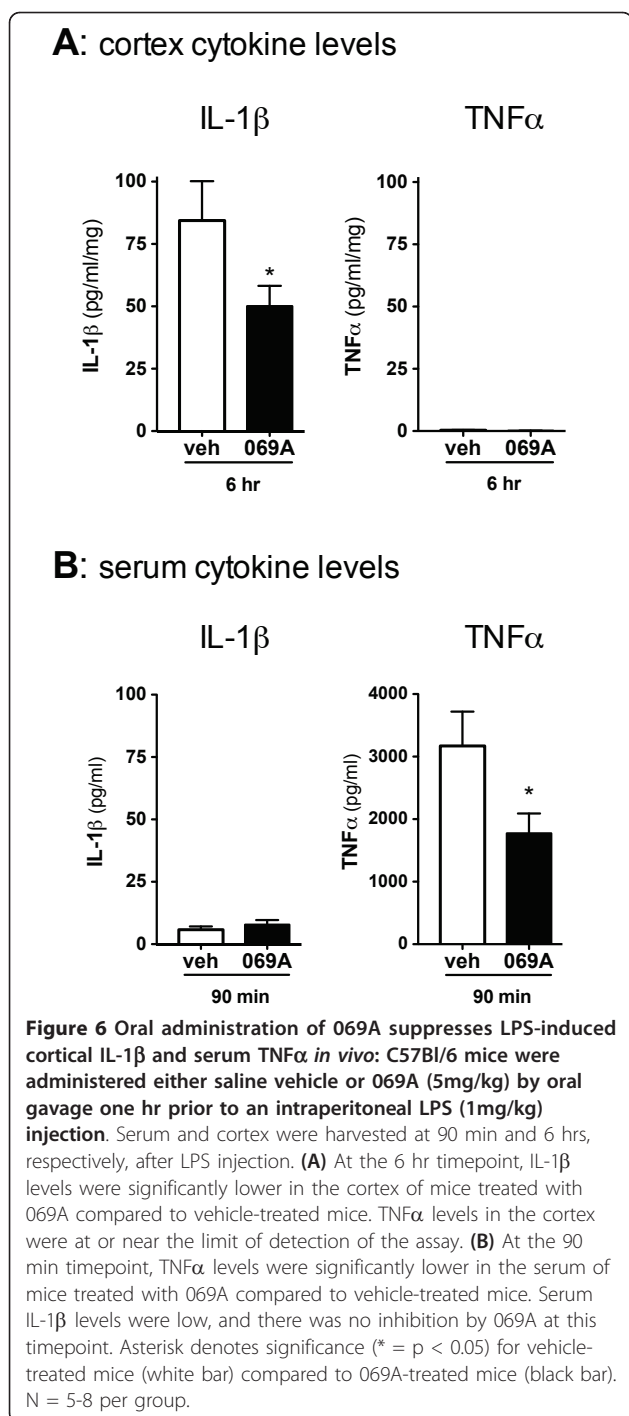 A: cortex cytokine levels
IL-1β
TNFα
100
75
50
25
0
IL-1β (pg/ml/mg)
*
veh 069A
6 hr
100
75
50
25
0
TNFα (pg/ml/mg)
veh 069A
6 hr
B: serum cytokine levels
IL-1β
TNFα
100
75
50
25
0
IL-1β (pg/ml)
veh 069A
90 min
4000
3000
2000
1000
0
TNFα (pg/ml)
*
veh 069A
90 min
Figure 6 Oral administration of 069A suppresses LPS-induced
cortical IL-1β and serum TNFα in vivo: C57Bl/6 mice were
administered either saline vehicle or 069A (5mg/kg) by oral
gavage one hr prior to an intraperitoneal LPS (1mg/kg)
injection. Serum and cortex were harvested at 90 min and 6 hrs,
respectively, after LPS injection. (A) At the 6 hr timepoint, IL-1β
levels were significantly lower in the cortex of mice treated with
069A compared to vehicle-treated mice. TNFα levels in the cortex
were at or near the limit of detection of the assay. (B) At the 90
min timepoint, TNFα levels were significantly lower in the serum of
mice treated with 069A compared to vehicle-treated mice. Serum
IL-1β levels were low, and there was no inhibition by 069A at this
timepoint. Asterisk denotes significance (* = p < 0.05) for vehicle-
treated mice (white bar) compared to 069A-treated mice (black bar).
N = 5-8 per group.